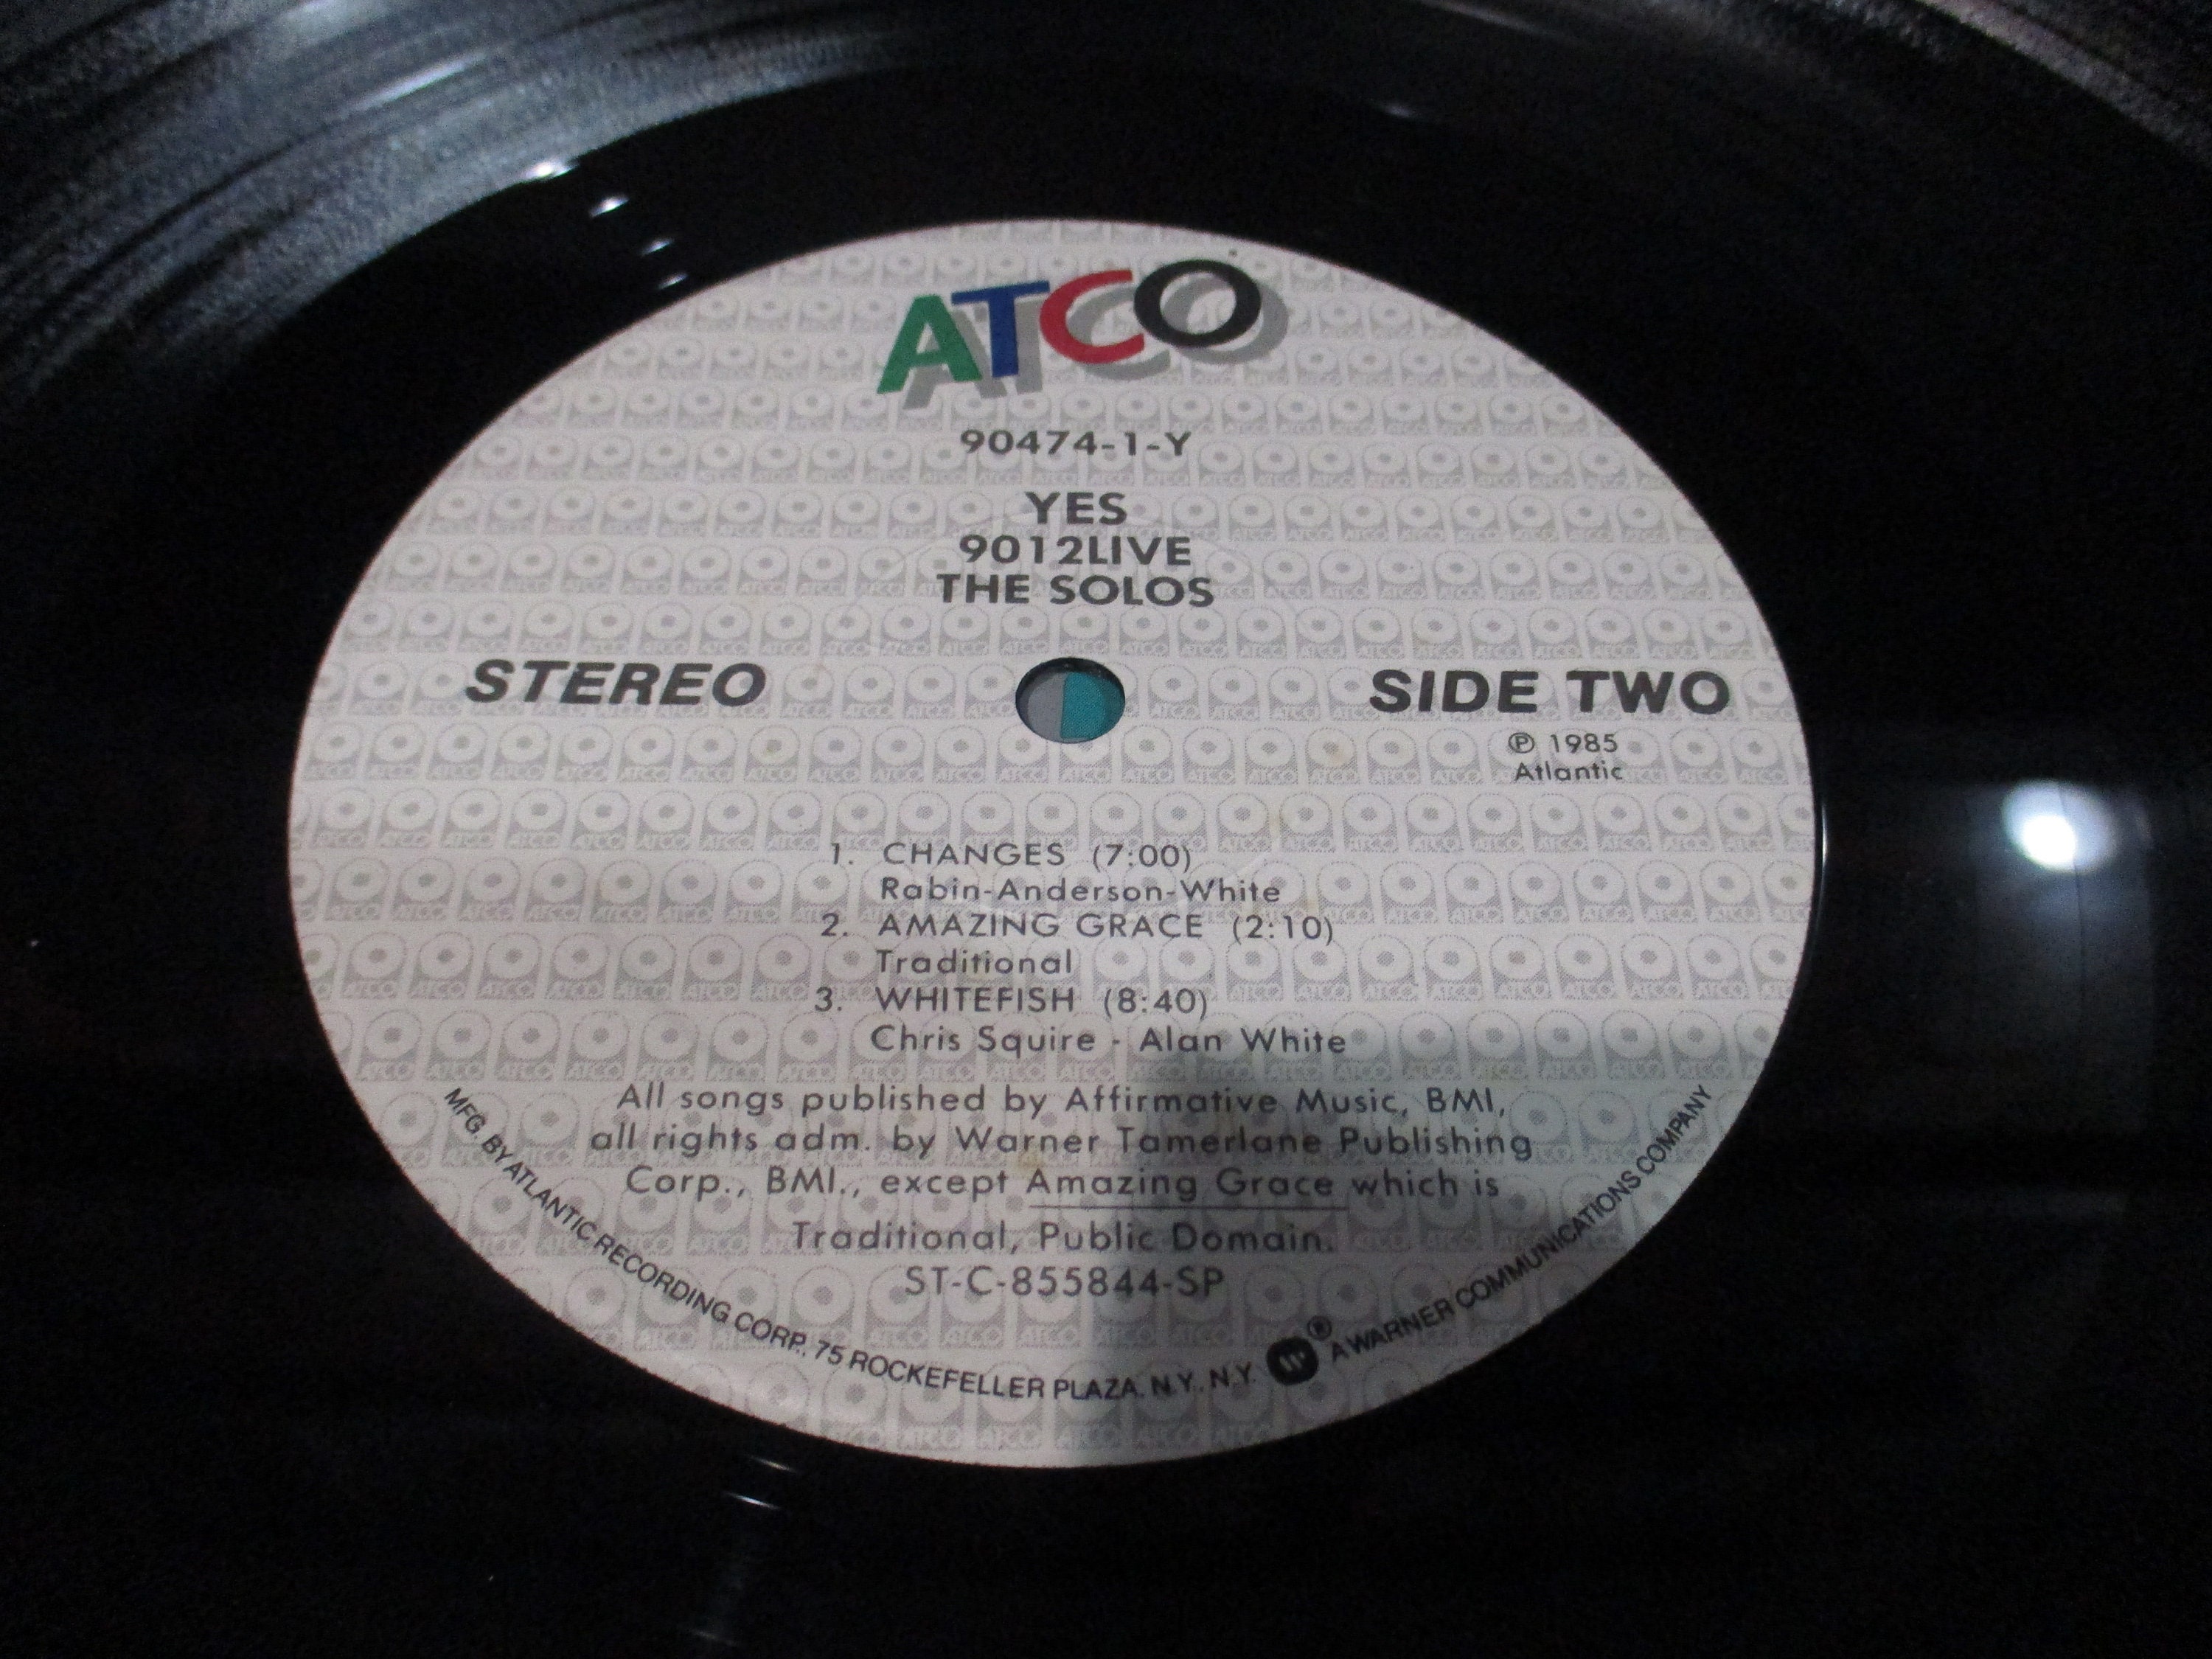 ATCO
90474-1-Y
YES
9012LIVE
THE SOLOS
STEREO
SIDE TWO
℗ 1985
Atlantic
1. CHANGES (7:00)
Rabin-Anderson-White
2. AMAZING GRACE (2:10)
Traditional
3. WHITEFISH (8:40)
Chris Squire - Alan White
All songs published by Affirmative Music, BMI,
all rights adm. by Warner Tamerlane Publishing
Corp., BMI., except Amazing Grace which is
Traditional, Public Domain.
ST-C-855844-SP
MFG. BY ATLANTIC RECORDING CORP., 75 ROCKEFELLER PLAZA, N.Y., N.Y. ® A WARNER COMMUNICATIONS COMPANY